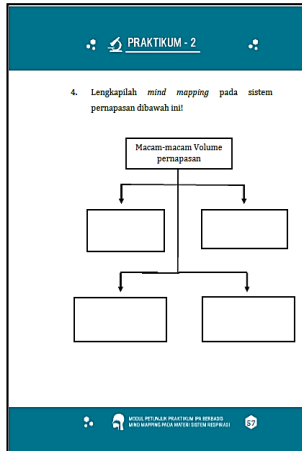 PRAKTIKUM - 2
4. Lengkapilah mind mapping pada sistem
pernapasan dibawah ini!
Macam-macam Volume
pernapasan
MODUL PETUNJUK PRAKTIKUM IPA BERBASIS
MIND MAPPING PADA MATERI SISTEM RESPIRASI
57